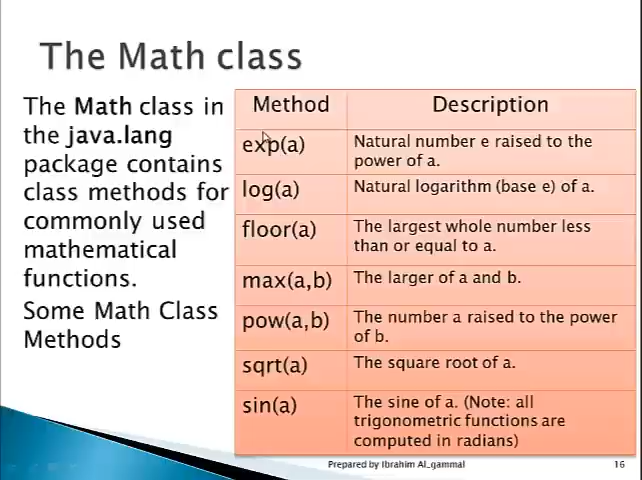 The Math class
The Math class in
the java.lang
package contains
class methods for
commonly used
mathematical
functions.
Some Math Class
Methods
Method Description
exp(a) Natural number e raised to the
power of a.
log(a) Natural logarithm (base e) of a.
floor(a) The largest whole number less
than or equal to a.
max(a,b) The larger of a and b.
pow(a,b) The number a raised to the power
of b.
sqrt(a) The square root of a.
sin(a) The sine of a. (Note: all
trigonometric functions are
computed in radians)
Prepared by Ibrahim Al_gammal 16